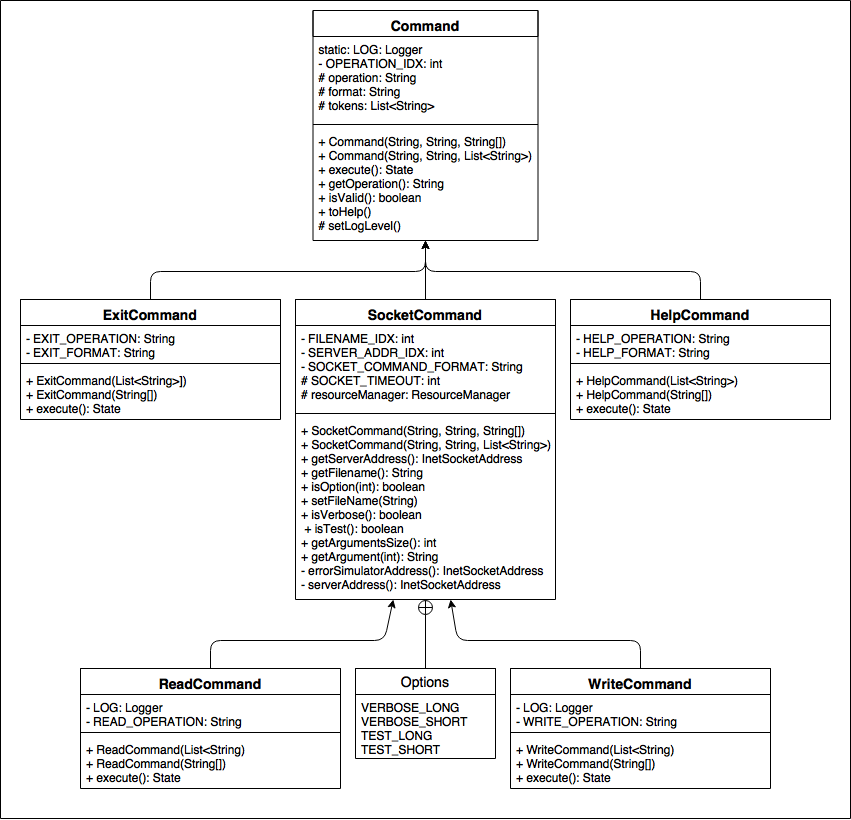 Command
static: LOG: Logger
- OPERATION_IDX: int
# operation: String
# format: String
# tokens: List<String>
+ Command(String, String, String[])
+ Command(String, String, List<String>)
+ execute(): State
+ getOperation(): String
+ isValid(): boolean
+ toHelp()
# setLogLevel()
ExitCommand
- EXIT_OPERATION: String
- EXIT_FORMAT: String
+ ExitCommand(List<String>])
+ ExitCommand(String[])
+ execute(): State
SocketCommand
- FILENAME_IDX: int
- SERVER_ADDR_IDX: int
- SOCKET_COMMAND_FORMAT: String
# SOCKET_TIMEOUT: int
# resourceManager: ResourceManager
+ SocketCommand(String, String, String[])
+ SocketCommand(String, String, List<String>)
+ getServerAddress(): InetSocketAddress
+ getFilename(): String
+ isOption(int): boolean
+ setFileName(String)
+ isVerbose(): boolean
+ isTest(): boolean
+ getArgumentsSize(): int
+ getArgument(int): String
- errorSimulatorAddress(): InetSocketAddress
- serverAddress(): InetSocketAddress
HelpCommand
- HELP_OPERATION: String
- HELP_FORMAT: String
+ HelpCommand(List<String>)
+ HelpCommand(String[])
+ execute(): State
ReadCommand
- LOG: Logger
- READ_OPERATION: String
+ ReadCommand(List<String)
+ ReadCommand(String[])
+ execute(): State
Options
VERBOSE_LONG
VERBOSE_SHORT
TEST_LONG
TEST_SHORT
WriteCommand
- LOG: Logger
- WRITE_OPERATION: String
+ WriteCommand(List<String)
+ WriteCommand(String[])
+ execute(): State